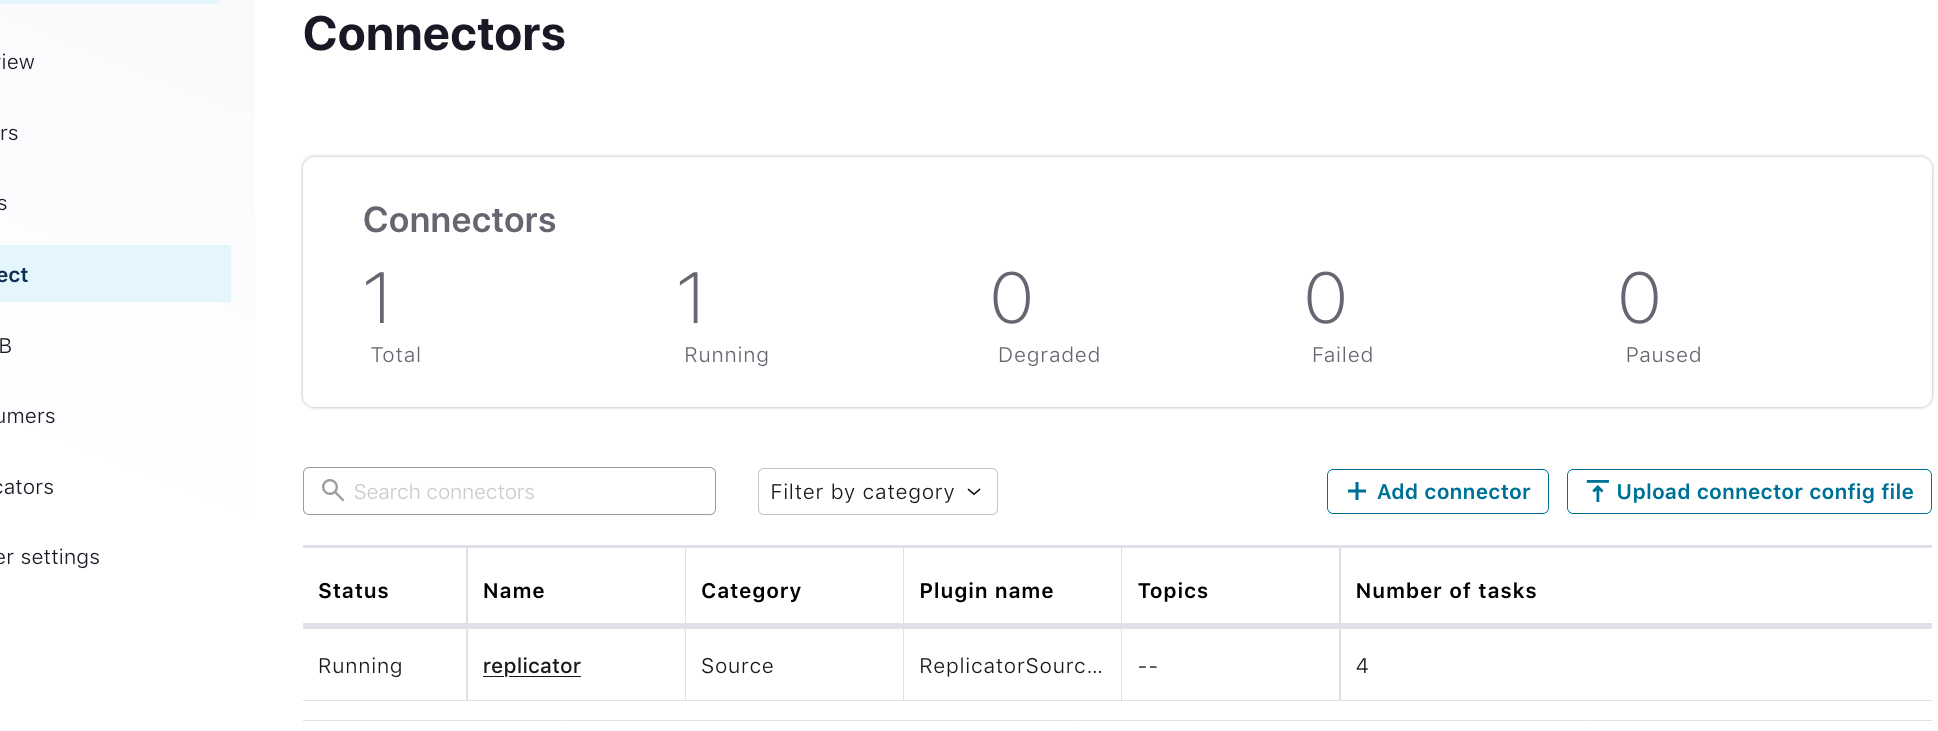 Connectors
iew
rs
s
ect
B
umers
cators
er settings
Connectors
1 1 0 0 0
Total Running Degraded Failed Paused
Search connectors Filter by category Add connector Upload connector config file
Status Name Category Plugin name Topics Number of tasks
Running replicator Source ReplicatorSourc... -- 4